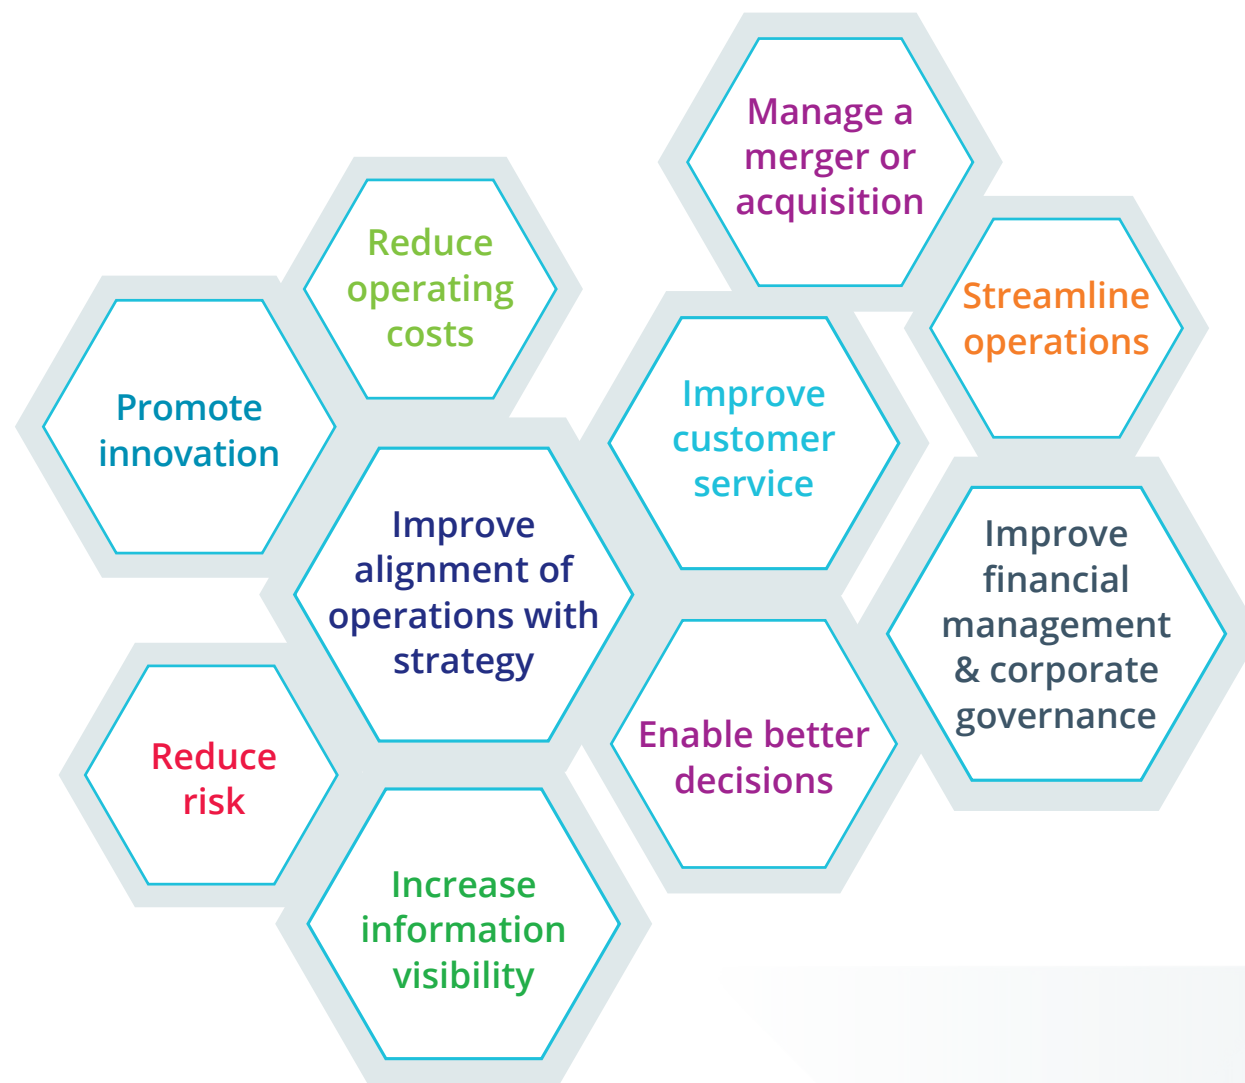 Manage a
merger or
acquisition
Reduce
operating
costs
Streamline
operations
Promote
innovation
Improve
customer
service
Improve
alignment of
operations with
strategy
Improve
financial
management
& corporate
governance
Reduce
risk
Enable better
decisions
Increase
information
visibility